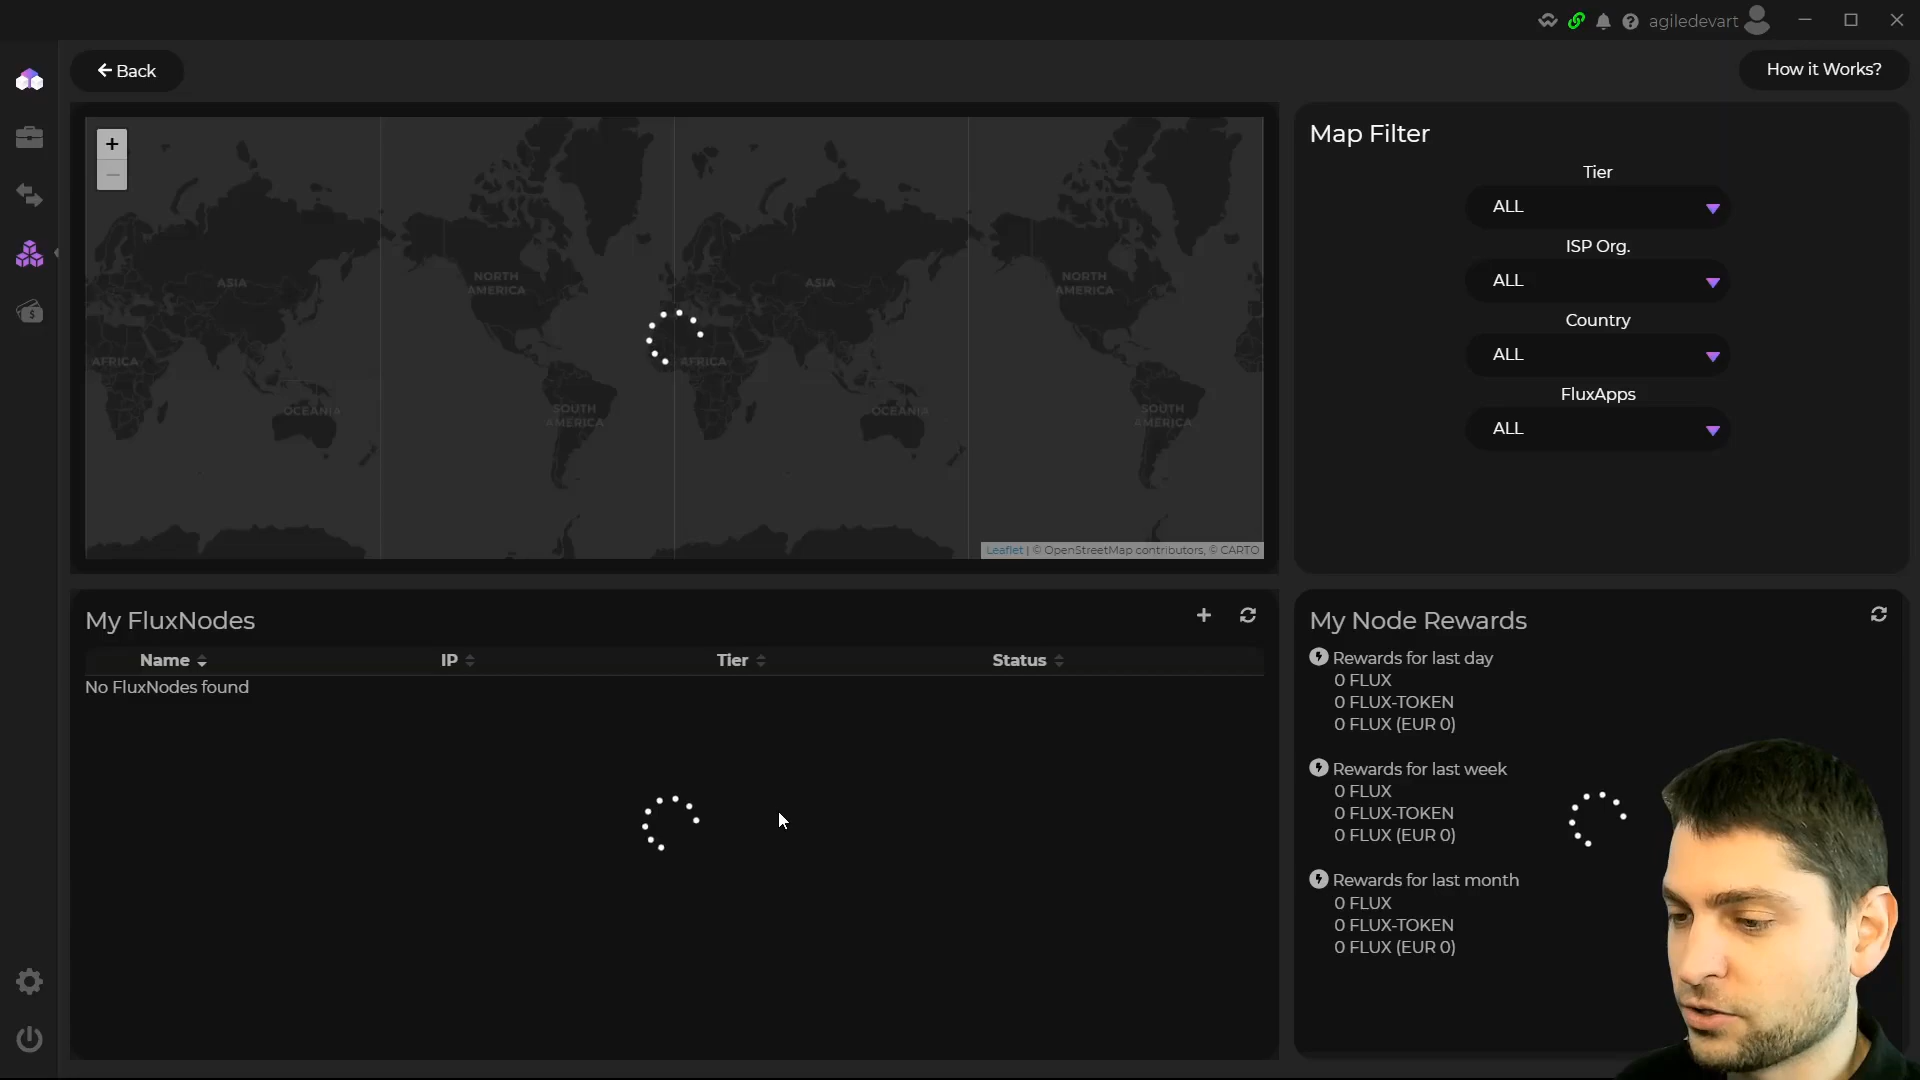 agiledevart
Back
How it Works?
+
−
ASIA
NORTH
AMERICA
ASIA
NORTH
AMERICA
AFRICA
AFRICA
OCEANIA
SOUTH
AMERICA
OCEANIA
SOUTH
AMERICA
Leaflet | © OpenStreetMap contributors, © CARTO
Map Filter
Tier
ALL
ISP Org.
ALL
Country
ALL
FluxApps
ALL
My FluxNodes
Name
IP
Tier
Status
No FluxNodes found
My Node Rewards
Rewards for last day
0 FLUX
0 FLUX-TOKEN
0 FLUX (EUR 0)
Rewards for last week
0 FLUX
0 FLUX-TOKEN
0 FLUX (EUR 0)
Rewards for last month
0 FLUX
0 FLUX-TOKEN
0 FLUX (EUR 0)